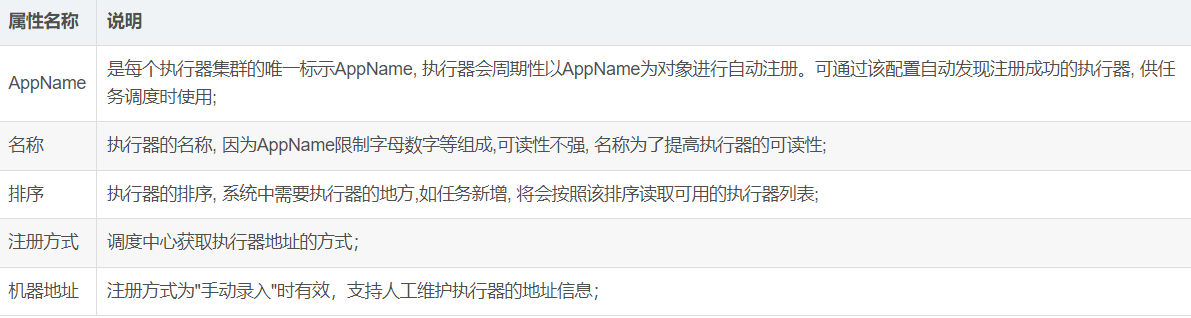 属性名称 说明
AppName 是每个执行器集群的唯一标示AppName, 执行器会周期性以AppName为对象进行自动注册。可通过该配置自动发现注册成功的执行器, 供任
务调度时使用;
名称 执行器的名称, 因为AppName限制字母数字等组成,可读性不强, 名称为了提高执行器的可读性;
排序 执行器的排序, 系统中需要执行器的地方,如任务新增, 将会按照该排序读取可用的执行器列表;
注册方式 调度中心获取执行器地址的方式;
机器地址 注册方式为"手动录入"时有效，支持人工维护执行器的地址信息;